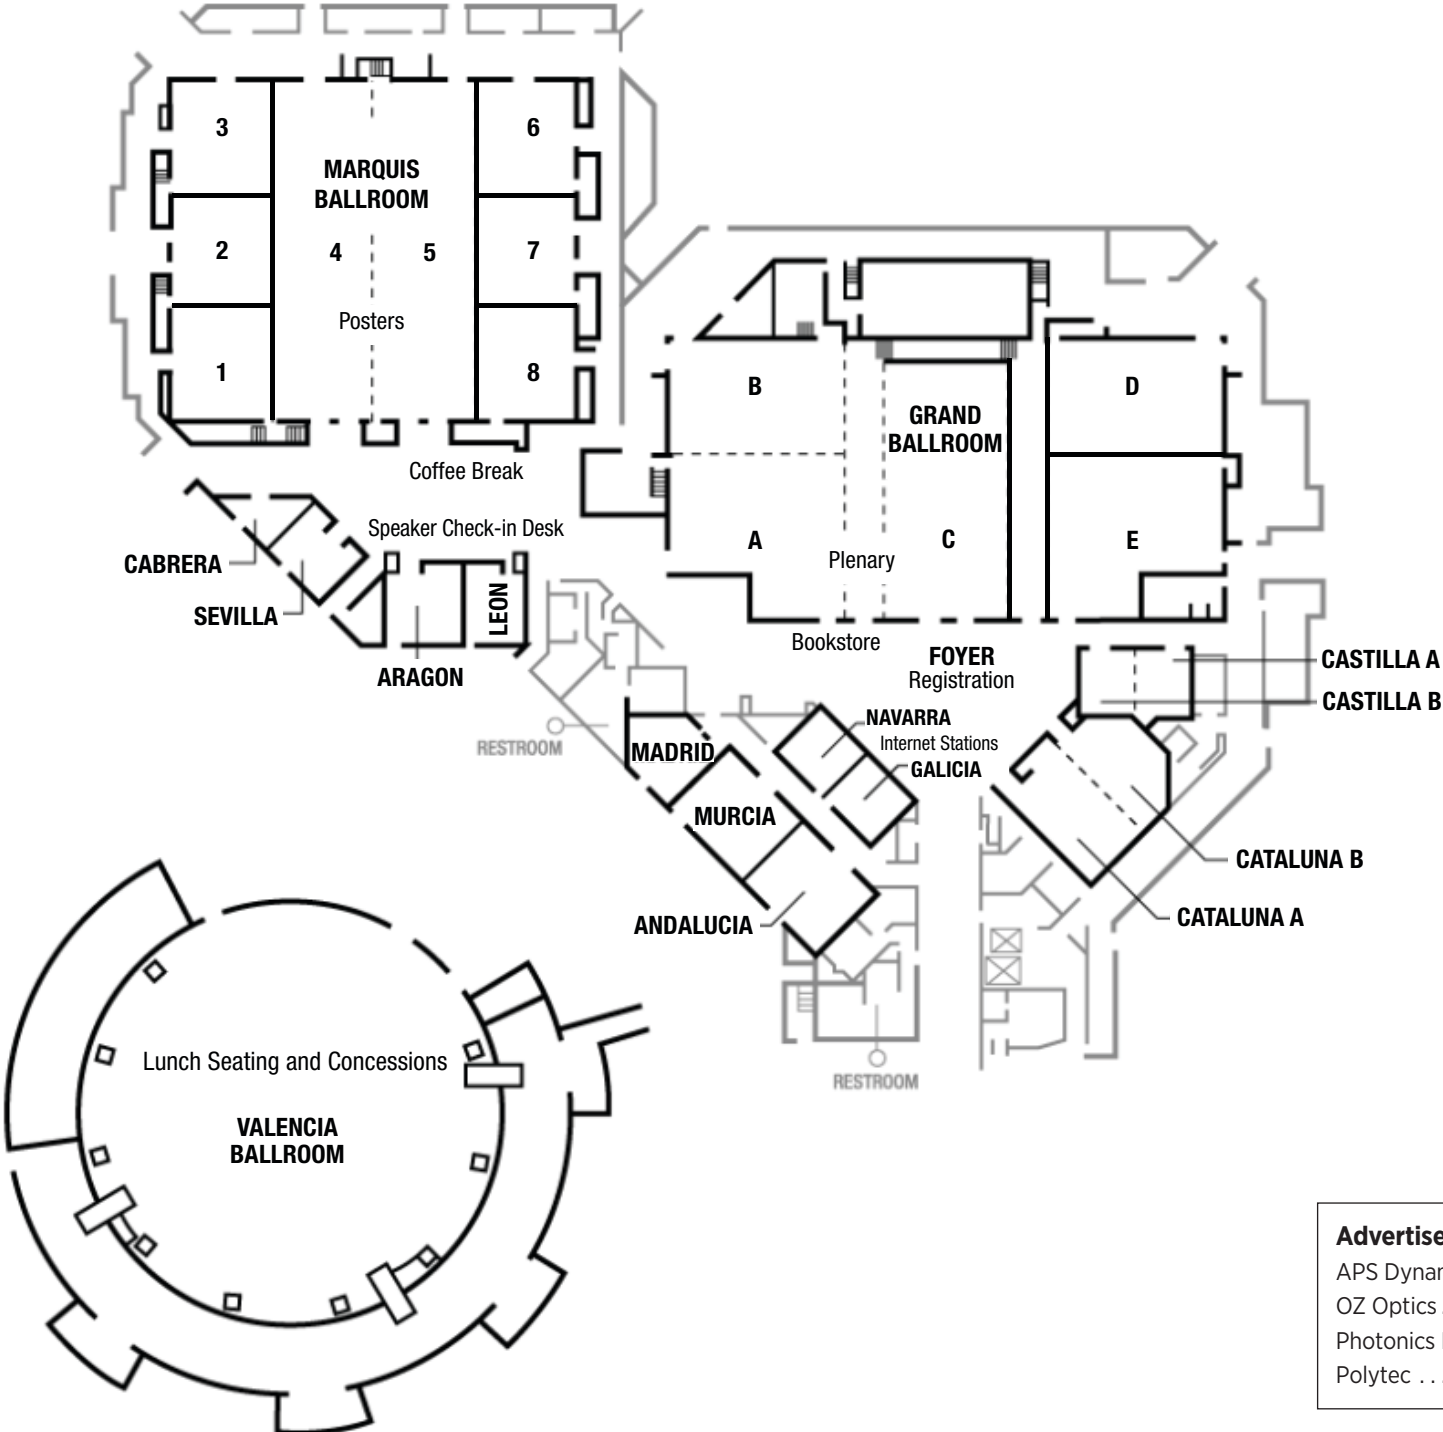 3
6
MARQUIS
BALLROOM
2
4
5
7
Posters
1
8
B
D
GRAND
BALLROOM
Coffee Break
Speaker Check-in Desk
A
C
E
Plenary
CABRERA
SEVILLA
LEON
ARAGON
Bookstore
FOYER
Registration
CASTILLA A
CASTILLA B
NAVARRA
Internet Stations
GALICIA
RESTROOM
MADRID
MURCIA
CATALUNA B
CATALUNA A
ANDALUCIA
Lunch Seating and Concessions
RESTROOM
VALENCIA
BALLROOM
Advertise
APS Dynar
OZ Optics
Photonics
Polytec . .